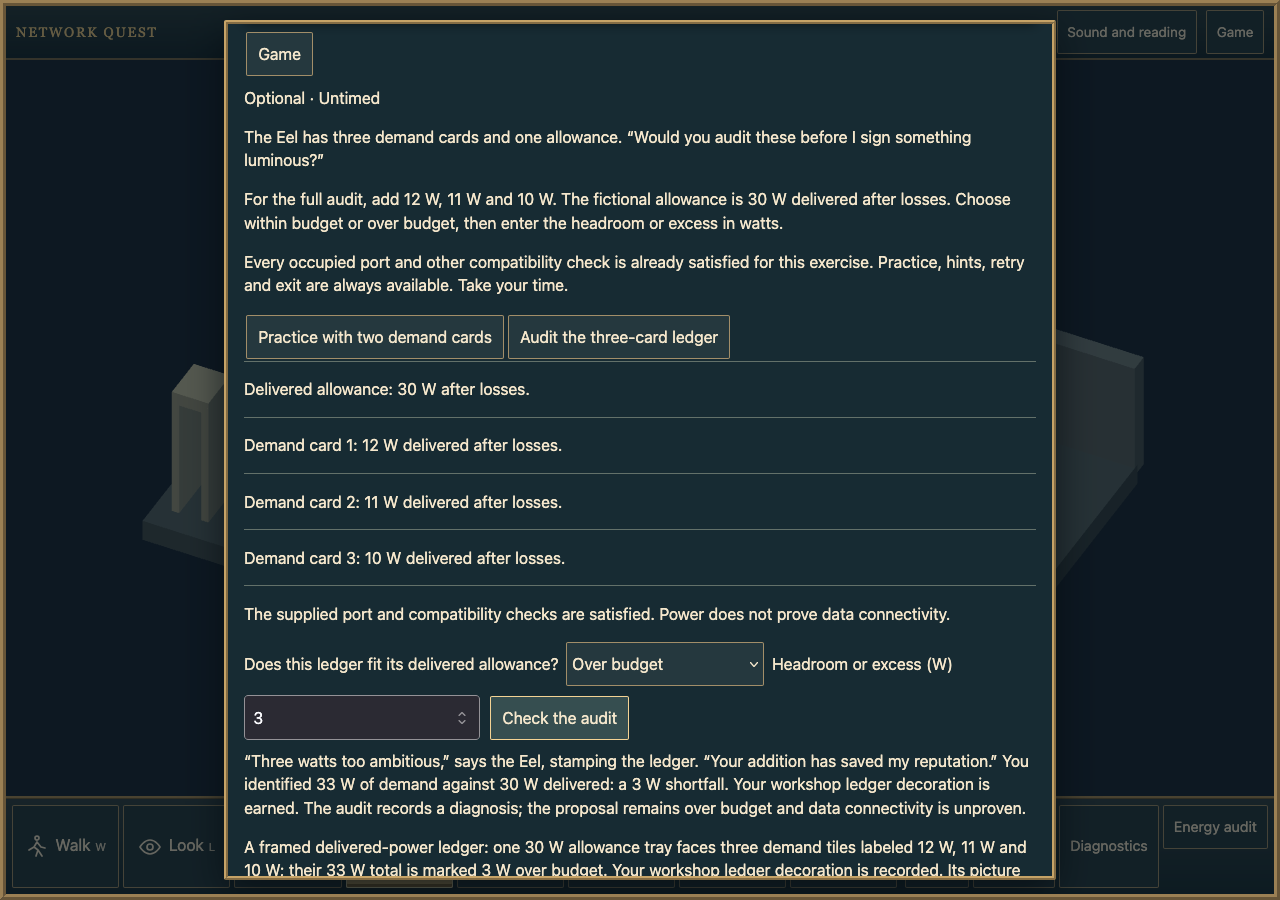 NETWORK QUEST
Sound and reading
Game
Game
Optional · Untimed
The Eel has three demand cards and one allowance. “Would you audit these before I sign something
luminous?”
For the full audit, add 12 W, 11 W and 10 W. The fictional allowance is 30 W delivered after losses. Choose
within budget or over budget, then enter the headroom or excess in watts.
Every occupied port and other compatibility check is already satisfied for this exercise. Practice, hints, retry
and exit are always available. Take your time.
Practice with two demand cards
Audit the three-card ledger
Delivered allowance: 30 W after losses.
Demand card 1: 12 W delivered after losses.
Demand card 2: 11 W delivered after losses.
Demand card 3: 10 W delivered after losses.
The supplied port and compatibility checks are satisfied. Power does not prove data connectivity.
Does this ledger fit its delivered allowance?
Over budget
Headroom or excess (W)
3
Check the audit
“Three watts too ambitious,” says the Eel, stamping the ledger. “Your addition has saved my reputation.” You
identified 33 W of demand against 30 W delivered: a 3 W shortfall. Your workshop ledger decoration is
earned. The audit records a diagnosis; the proposal remains over budget and data connectivity is unproven.
A framed delivered-power ledger: one 30 W allowance tray faces three demand tiles labeled 12 W, 11 W and
10 W; their 33 W total is marked 3 W over budget. Your workshop ledger decoration is recorded. Its picture
Walk W
Look L
Diagnostics
Energy audit